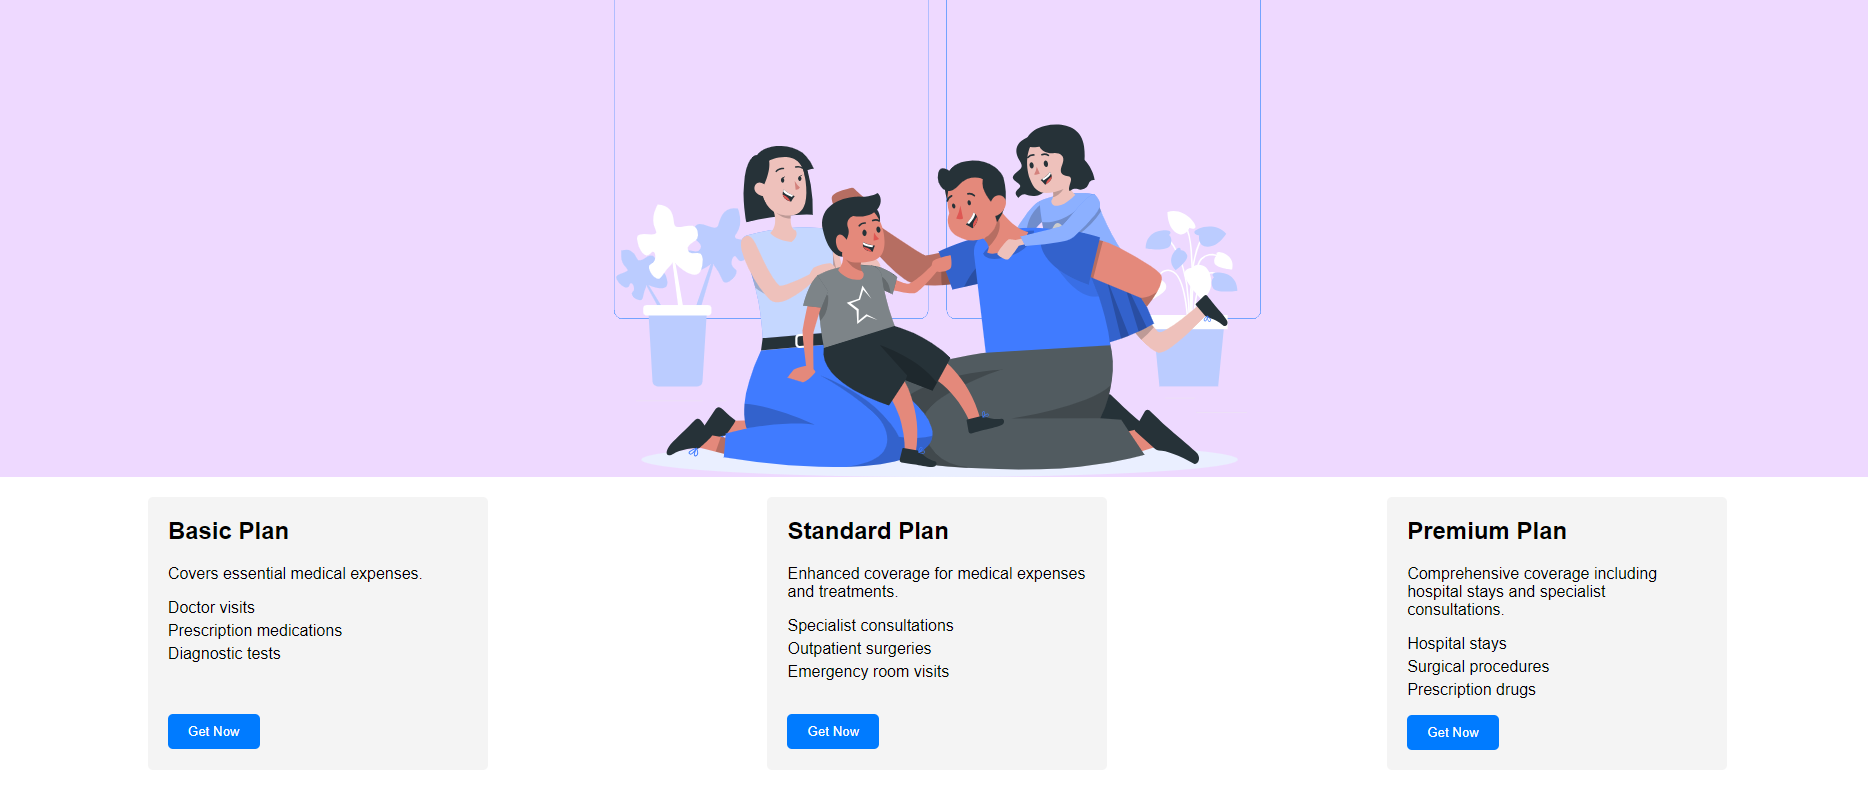 Basic Plan
Covers essential medical expenses.
Doctor visits
Prescription medications
Diagnostic tests
Get Now
Standard Plan
Enhanced coverage for medical expenses
and treatments.
Specialist consultations
Outpatient surgeries
Emergency room visits
Get Now
Premium Plan
Comprehensive coverage including
hospital stays and specialist
consultations.
Hospital stays
Surgical procedures
Prescription drugs
Get Now